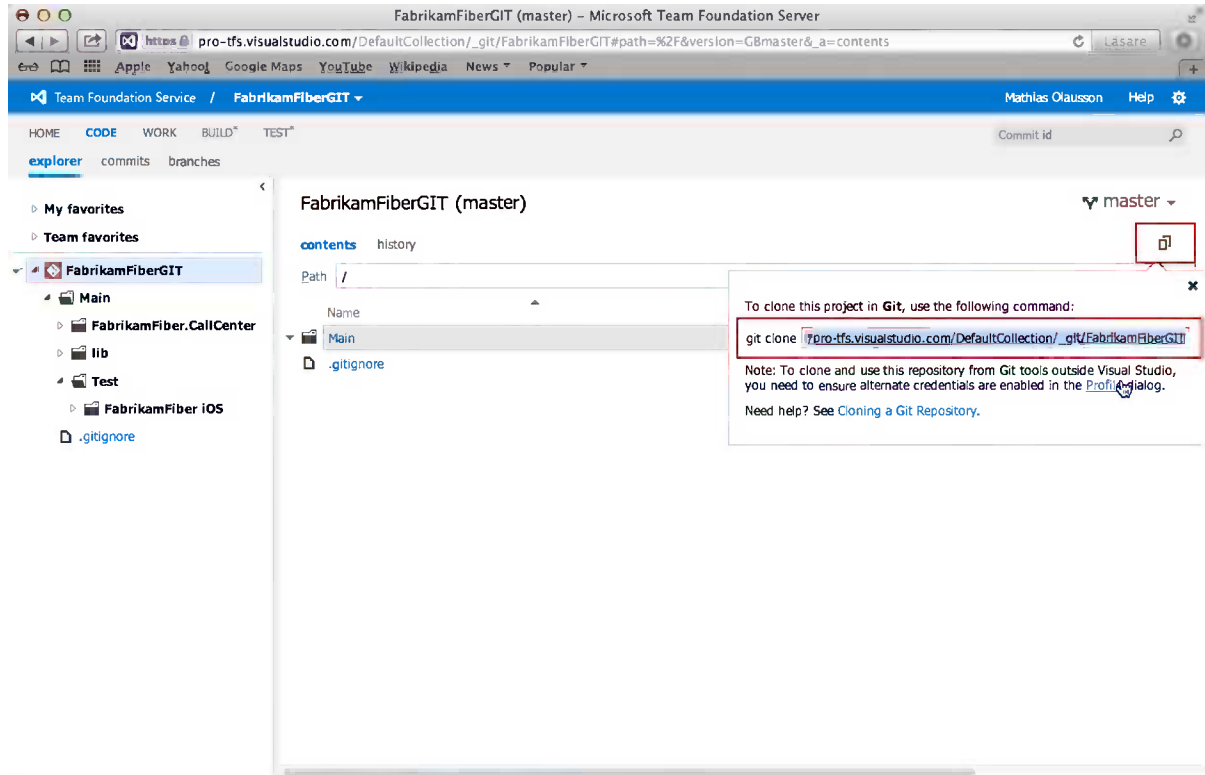 FabrikamFiberGIT (master) – Microsoft Team Foundation Server
https pro-tfs.visualstudio.com/DefaultCollection/_git/FabrikamFiberGIT#path=%2F&version=GBmaster&_a=contents Läsare
Apple Yahoo! Google Maps YouTube Wikipedia News Popular
Team Foundation Service / FabrikamFiberGIT Mathias Olausson Help
HOME CODE WORK BUILD* TEST* Commit id
explorer commits branches
My favorites
Team favorites
FabrikamFiberGIT
Main
FabrikamFiber.CallCenter
lib
Test
FabrikamFiber iOS
.gitignore
FabrikamFiberGIT (master) master
contents history
Path /
Name
Main
.gitignore
To clone this project in Git, use the following command:
git clone pro-tfs.visualstudio.com/DefaultCollection/_git/FabrikamFiberGIT
Note: To clone and use this repository from Git tools outside Visual Studio,
you need to ensure alternate credentials are enabled in the Profile dialog.
Need help? See Cloning a Git Repository.